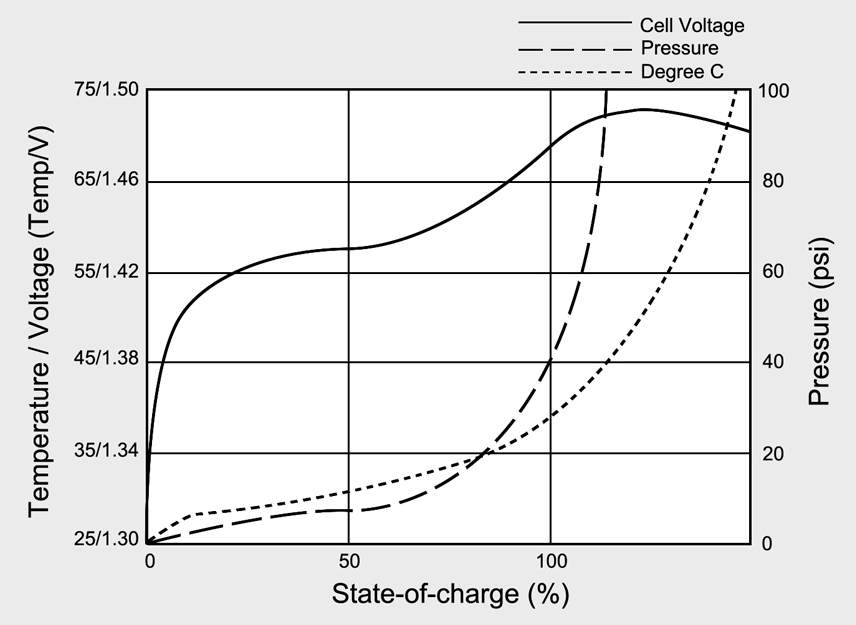 Cell Voltage
Pressure
Degree C
75/1.50
65/1.46
55/1.42
45/1.38
35/1.34
25/1.30
Temperature / Voltage (Temp/V)
100
80
60
40
20
0
Pressure (psi)
0 50 100
State-of-charge (%)